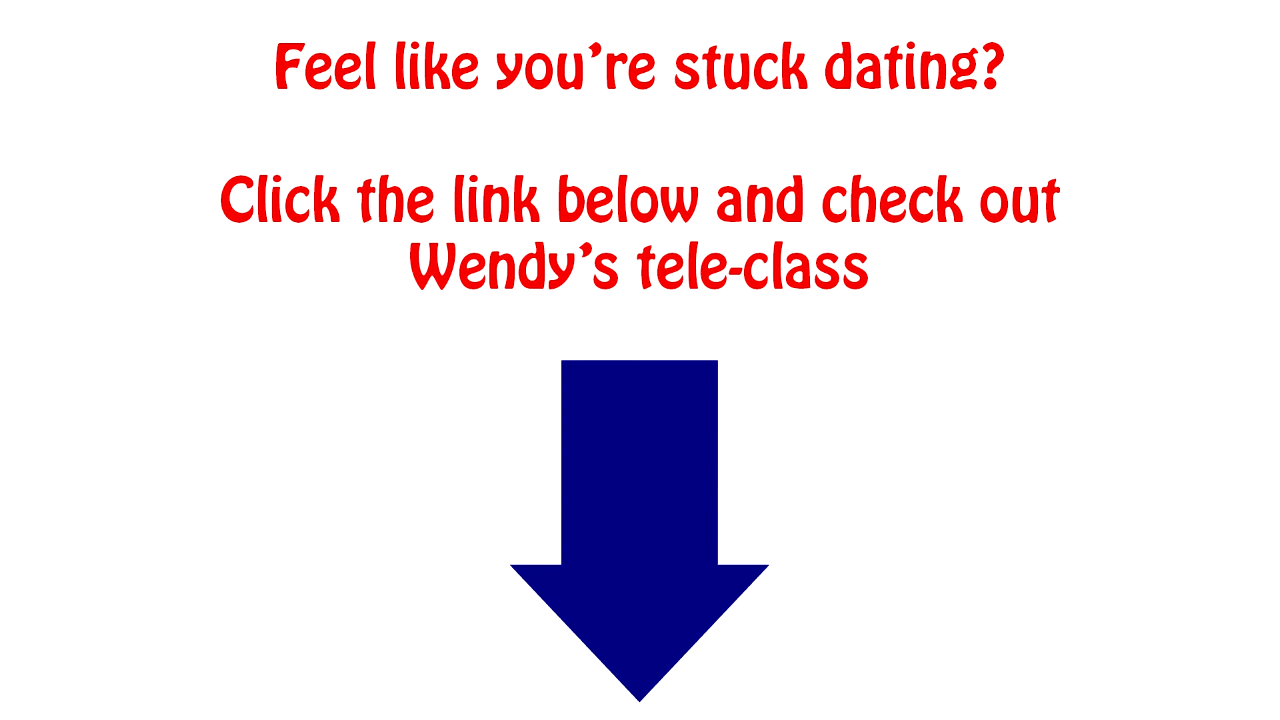 Feel like you’re stuck dating?
Click the link below and check out
Wendy’s tele-class